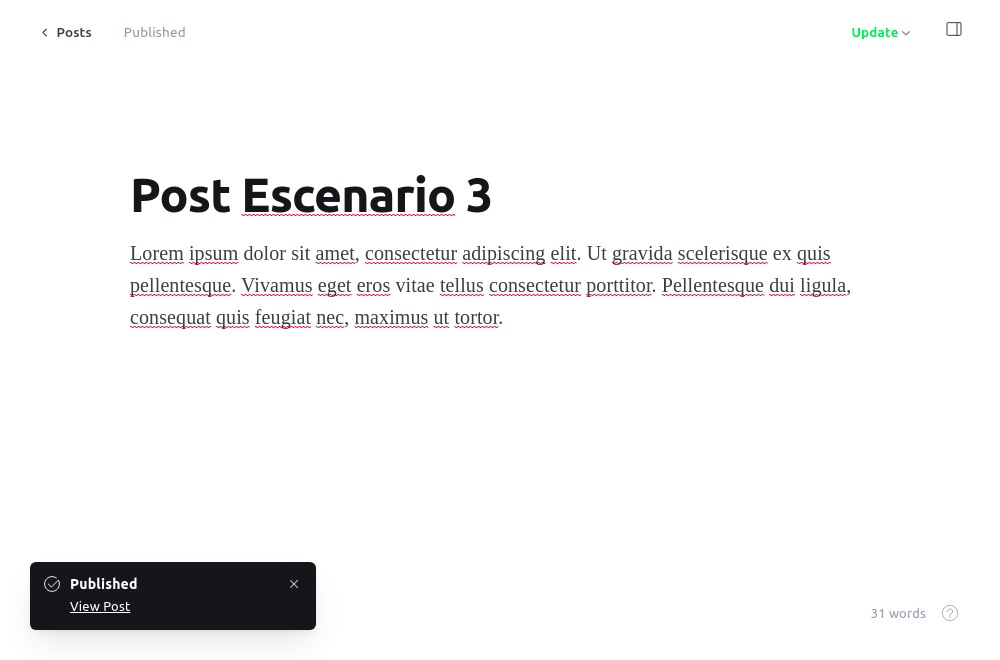 Posts Published Update
Post Escenario 3
Lorem ipsum dolor sit amet, consectetur adipiscing elit. Ut gravida scelerisque ex quis
pellentesque. Vivamus eget eros vitae tellus consectetur porttitor. Pellentesque dui ligula,
consequat quis feugiat nec, maximus ut tortor.
Published
View Post
31 words ?